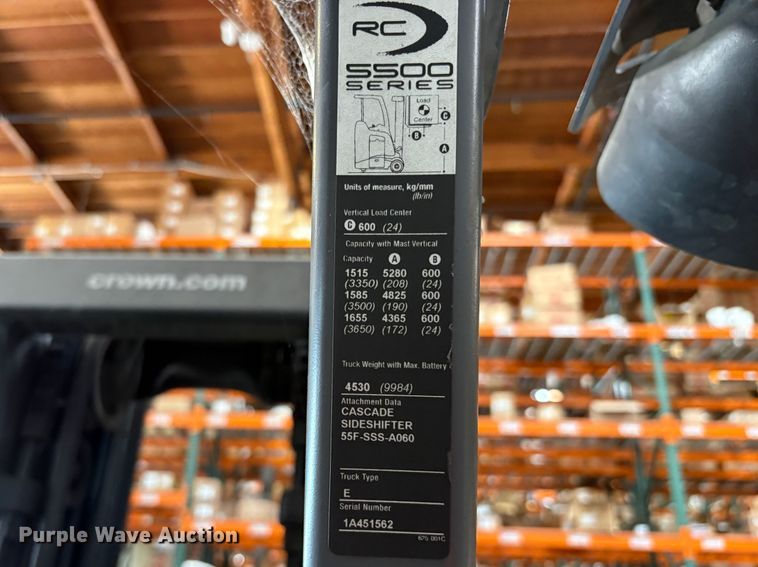 RC
5500
SERIES
Load
Center
C
B
A
Units of measure, kg/mm
(lb/in)
Vertical Load Center
C 600 (24)
Capacity with Mast Vertical
Capacity A B
1515 5280 600
(3350) (208) (24)
1585 4825 600
(3500) (190) (24)
1655 4365 600
(3650) (172) (24)
crown.com
Truck Weight with Max. Battery
4530 (9984)
Attachment Data
CASCADE
SIDESHIFTER
55F-SSS-A060
Truck Type
E
Serial Number
1A451562
Purple Wave Auction